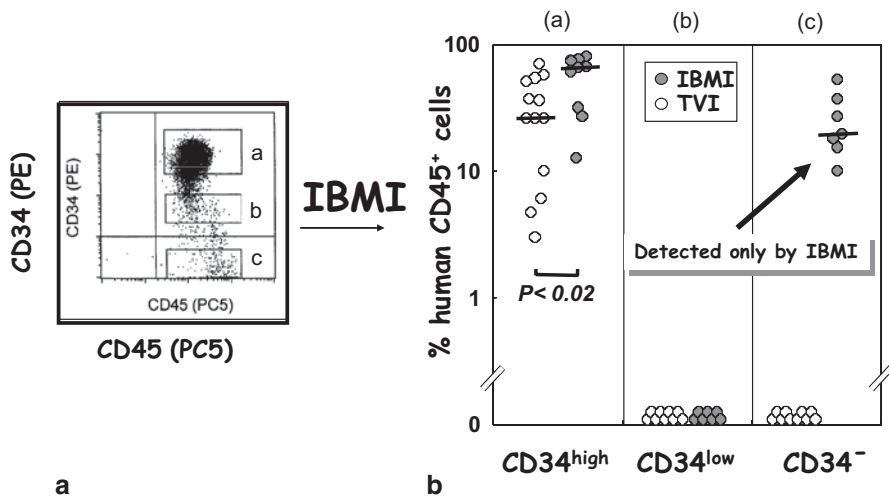 CD34 (PE)
CD34 (PE)
a
b
c
CD45 (PC5)
CD45 (PC5)
IBMI
a
(a)
(b)
(c)
% human CD45⁺ cells
100
10
1
0
IBMI
TVI
Detected only by IBMI
P< 0.02
CD34ʰⁱᵍʰ
CD34ˡᵒʷ
CD34⁻
b